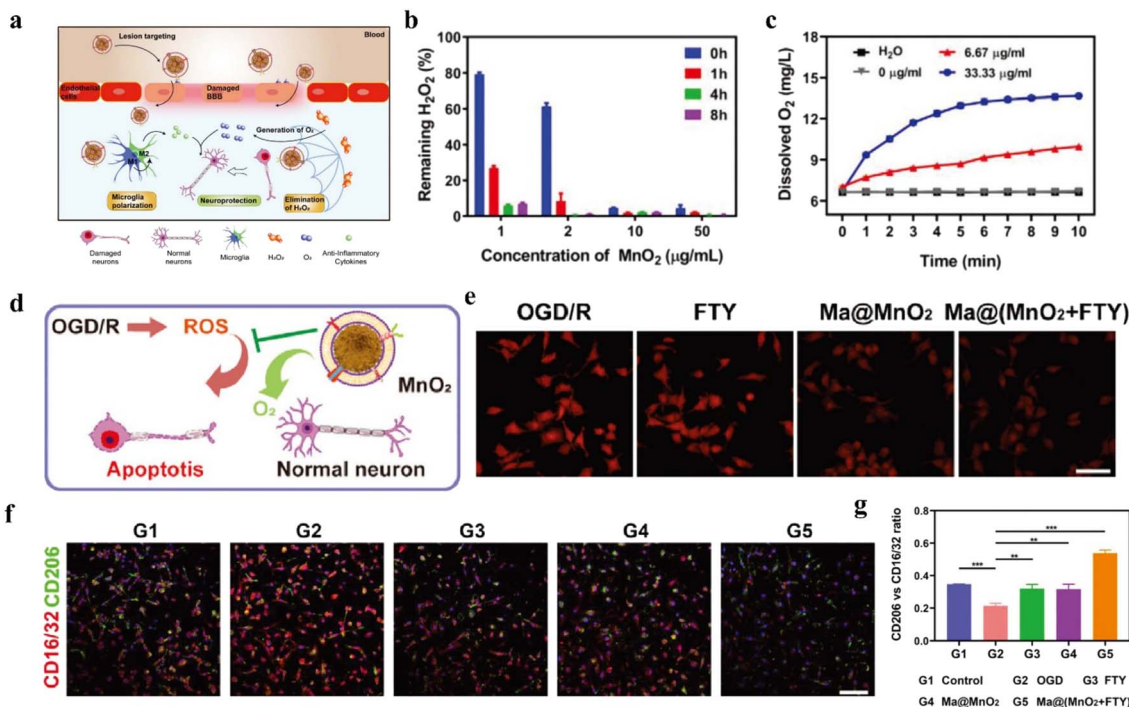 a
Blood
Lesion targeting
Endothelial
cells
Damaged
BBB
Generation of O₂
M2
M1
Microglia
polarization
Neuroprotection
Elimination
of H₂O₂
Damaged
neurons
Normal
neurons
Microglia
H₂O₂
O₂
Anti-Inflammatory
Cytokines
b
Remaining H₂O₂ (%)
100
80
60
40
20
0
0h
1h
4h
8h
1 2 10 50
Concentration of MnO₂ (μg/mL)
c
Dissolved O₂ (mg/L)
18
14
10
6
H₂O
6.67 μg/ml
0 μg/ml
33.33 μg/ml
0 1 2 3 4 5 6 7 8 9 10
Time (min)
d
OGD/R
ROS
MnO₂
O₂
Apoptotis
Normal neuron
e
OGD/R FTY Ma@MnO₂ Ma@(MnO₂+FTY)
f
G1 G2 G3 G4 G5
CD16/32 CD206
g
CD206 vs CD16/32 ratio
0.8
0.6
0.4
0.2
0.0
***
**
**
***
G1 G2 G3 G4 G5
G1 Control G2 OGD G3 FTY
G4 Ma@MnO₂ G5 Ma@(MnO₂+FTY)